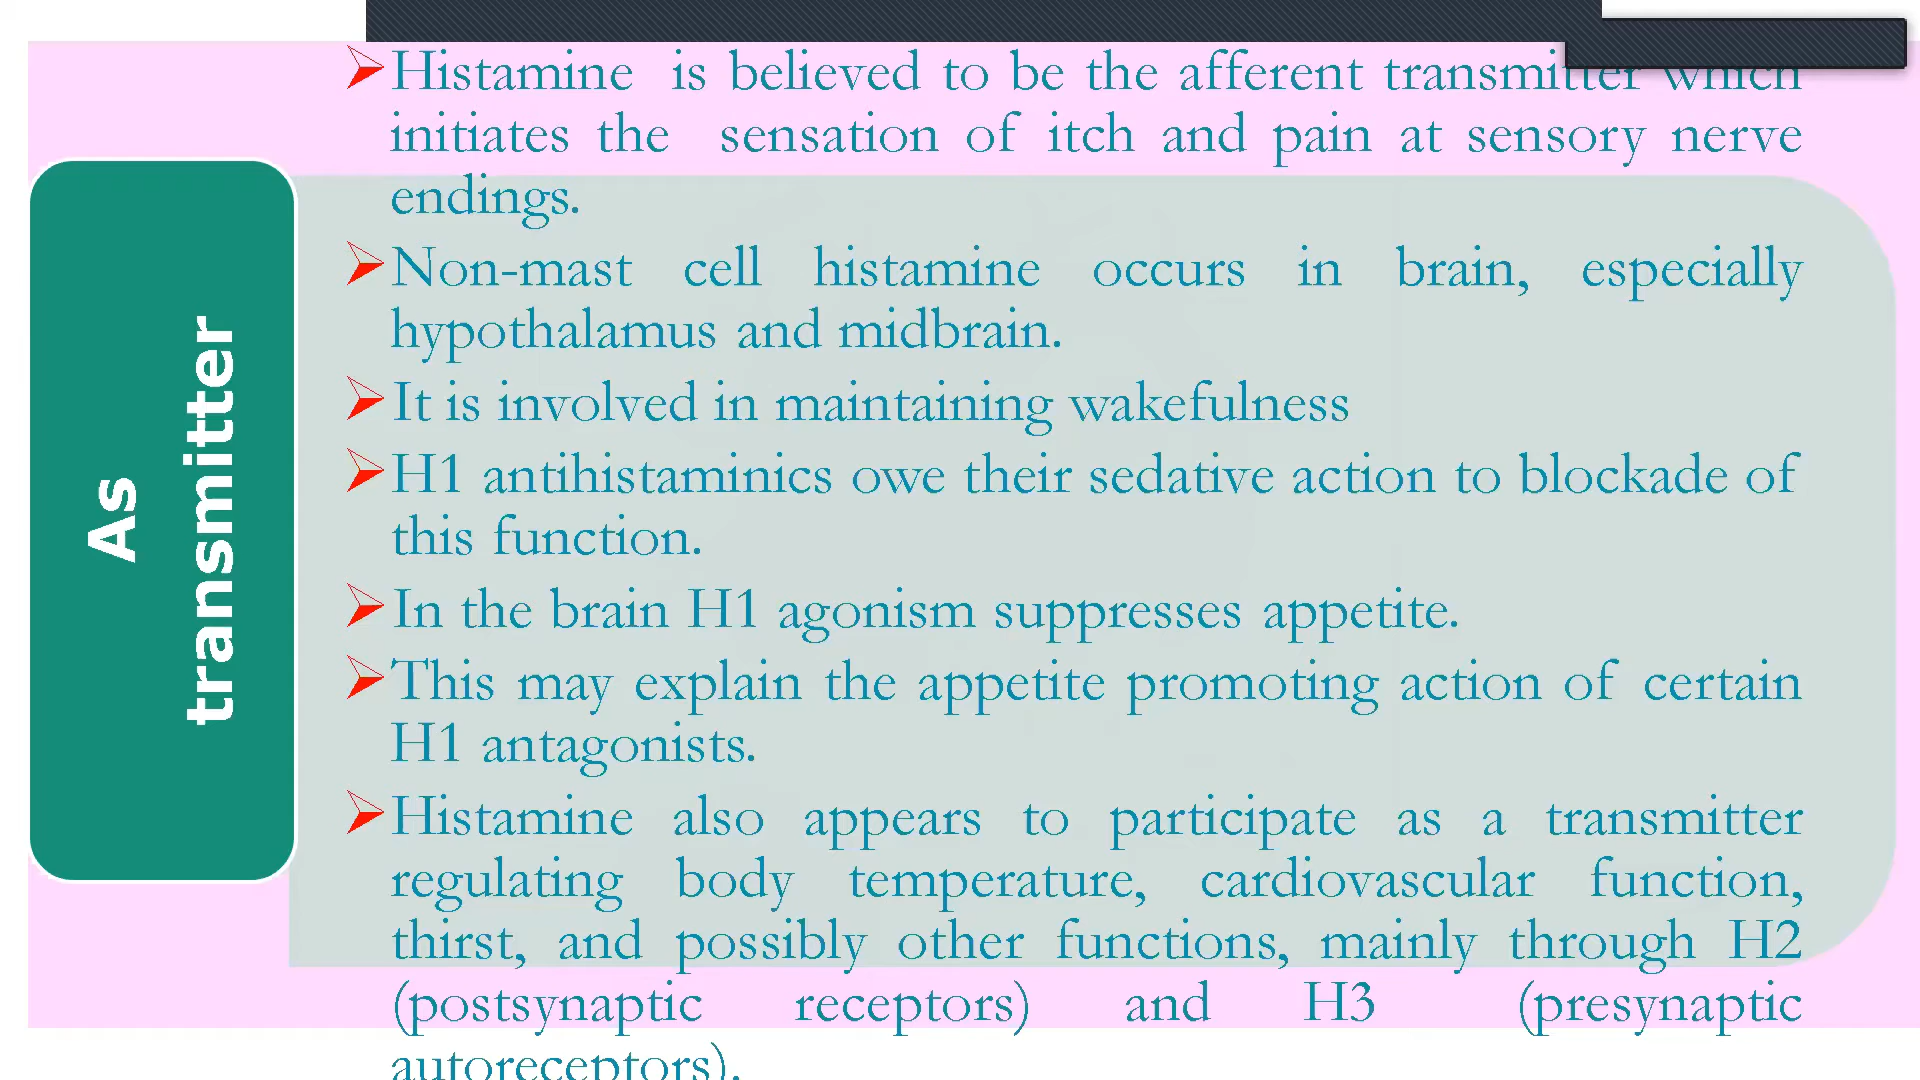 Histamine is believed to be the afferent transmitter which
initiates the sensation of itch and pain at sensory nerve
endings.
Non-mast cell histamine occurs in brain, especially
hypothalamus and midbrain.
It is involved in maintaining wakefulness
H1 antihistaminics owe their sedative action to blockade of
this function.
In the brain H1 agonism suppresses appetite.
This may explain the appetite promoting action of certain
H1 antagonists.
Histamine also appears to participate as a transmitter
regulating body temperature, cardiovascular function,
thirst, and possibly other functions, mainly through H2
(postsynaptic receptors) and H3 (presynaptic
autoreceptors).
As
transmitter